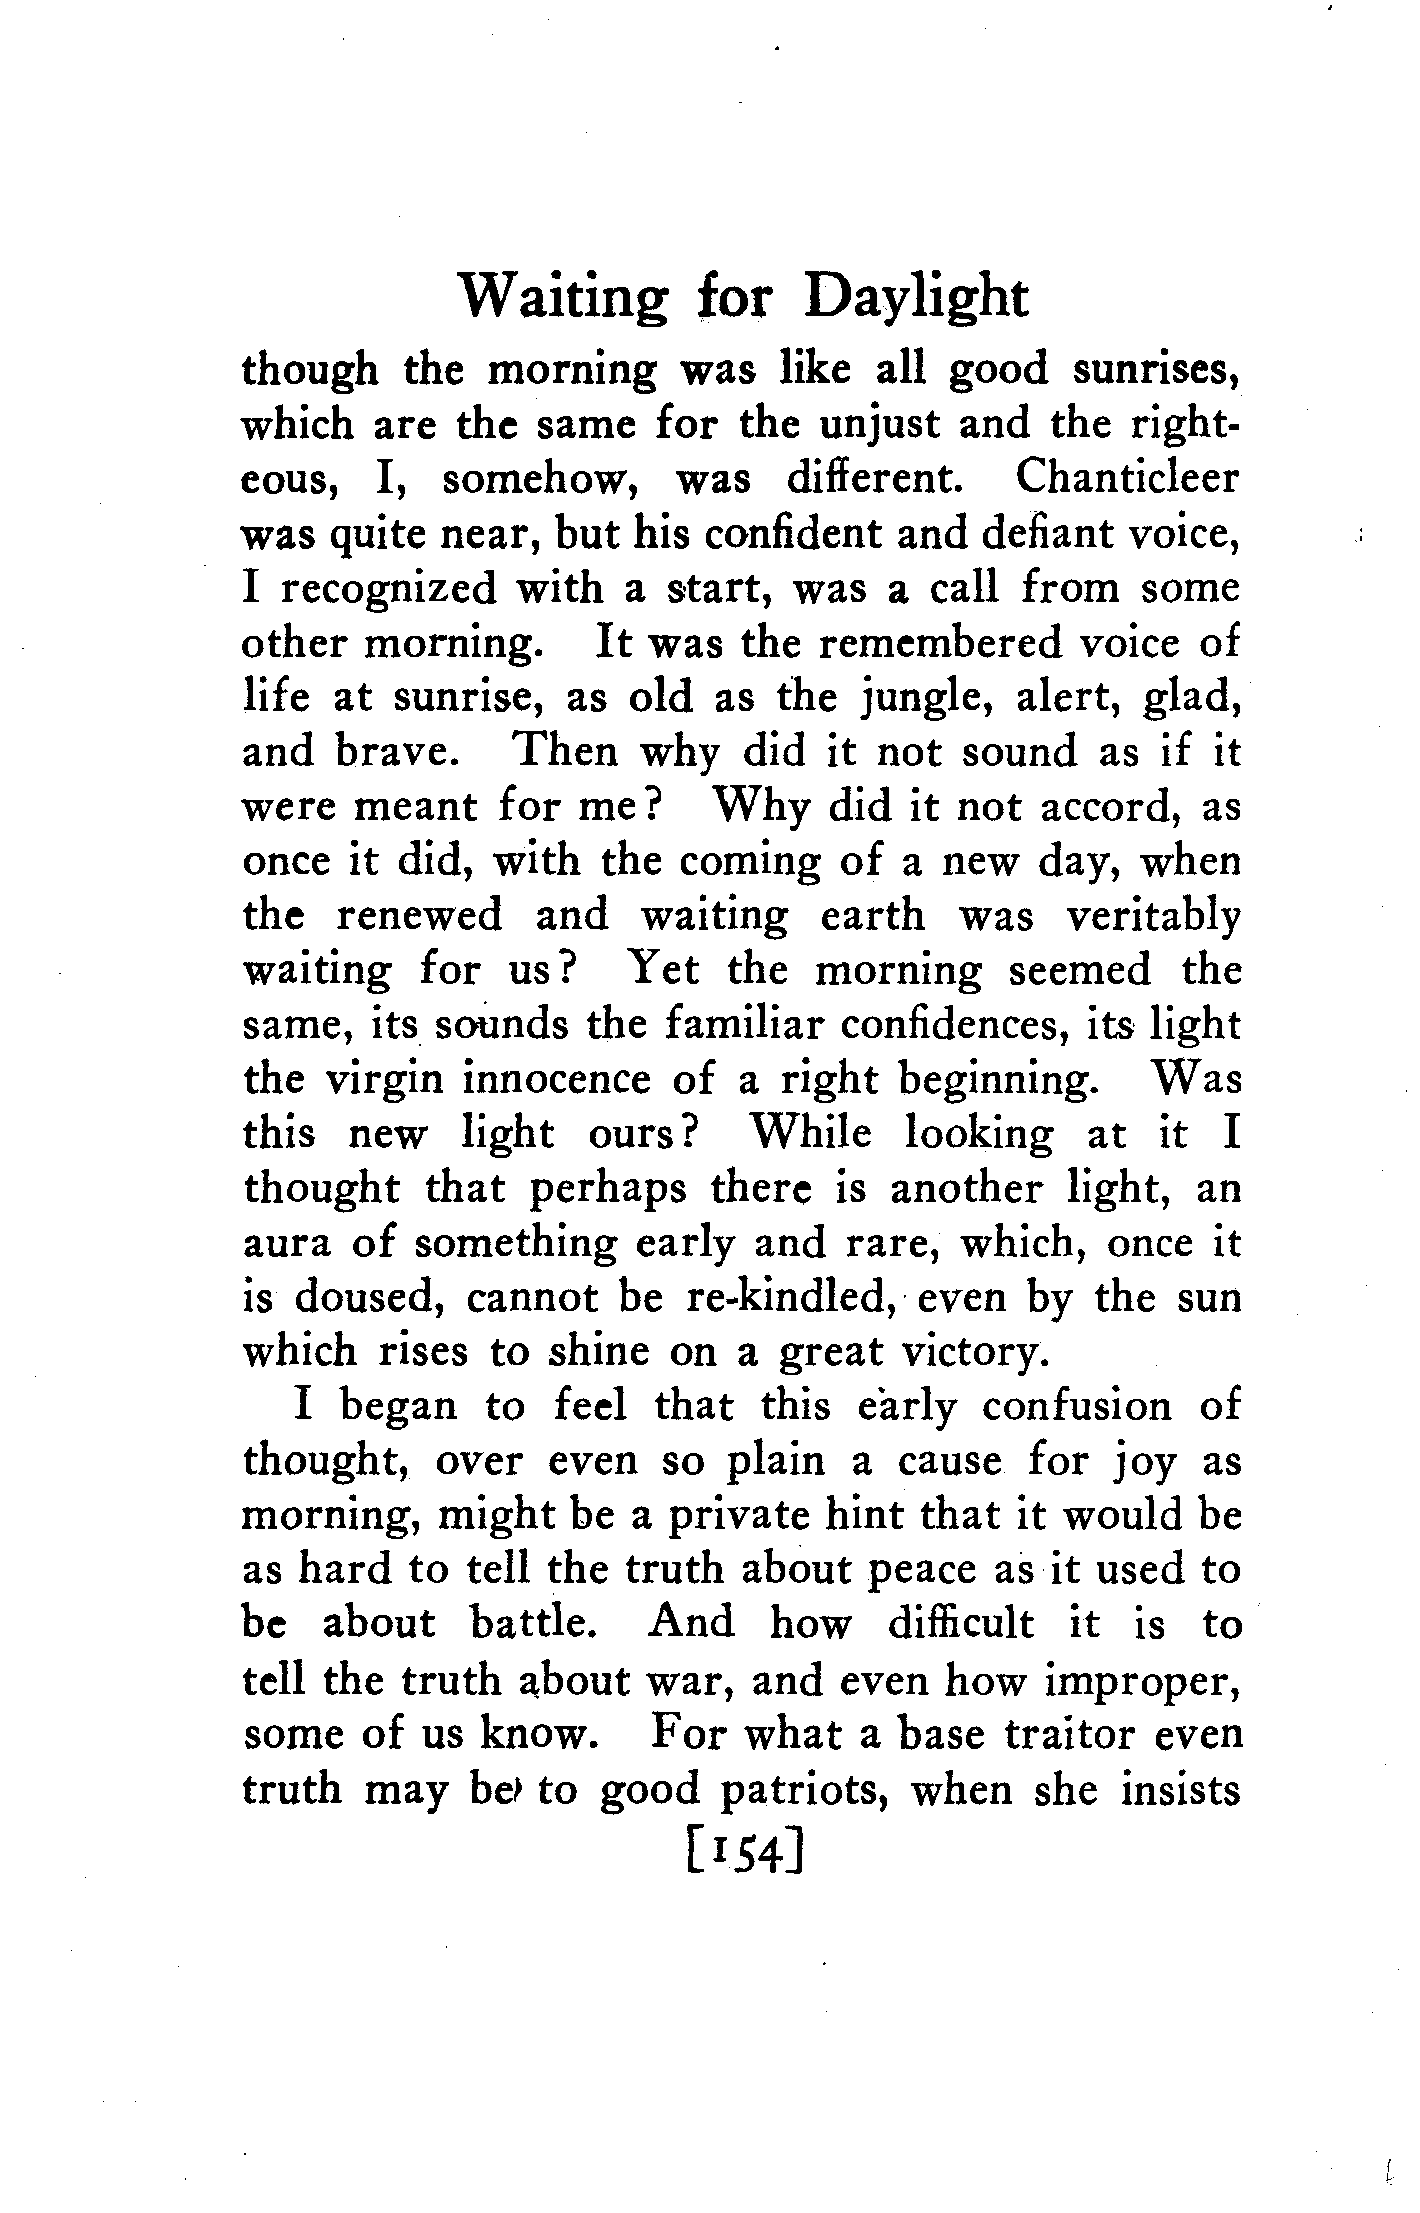 Waiting for Daylight
though the morning was like all good sunrises,
which are the same for the unjust and the right-
eous, I, somehow, was different. Chanticleer
was quite near, but his confident and defiant voice,
I recognized with a start, was a call from some
other morning. It was the remembered voice of
life at sunrise, as old as the jungle, alert, glad,
and brave. Then why did it not sound as if it
were meant for me? Why did it not accord, as
once it did, with the coming of a new day, when
the renewed and waiting earth was veritably
waiting for us? Yet the morning seemed the
same, its sounds the familiar confidences, its light
the virgin innocence of a right beginning. Was
this new light ours? While looking at it I
thought that perhaps there is another light, an
aura of something early and rare, which, once it
is doused, cannot be re-kindled, even by the sun
which rises to shine on a great victory.
I began to feel that this early confusion of
thought, over even so plain a cause for joy as
morning, might be a private hint that it would be
as hard to tell the truth about peace as it used to
be about battle. And how difficult it is to
tell the truth about war, and even how improper,
some of us know. For what a base traitor even
truth may be to good patriots, when she insists
[154]